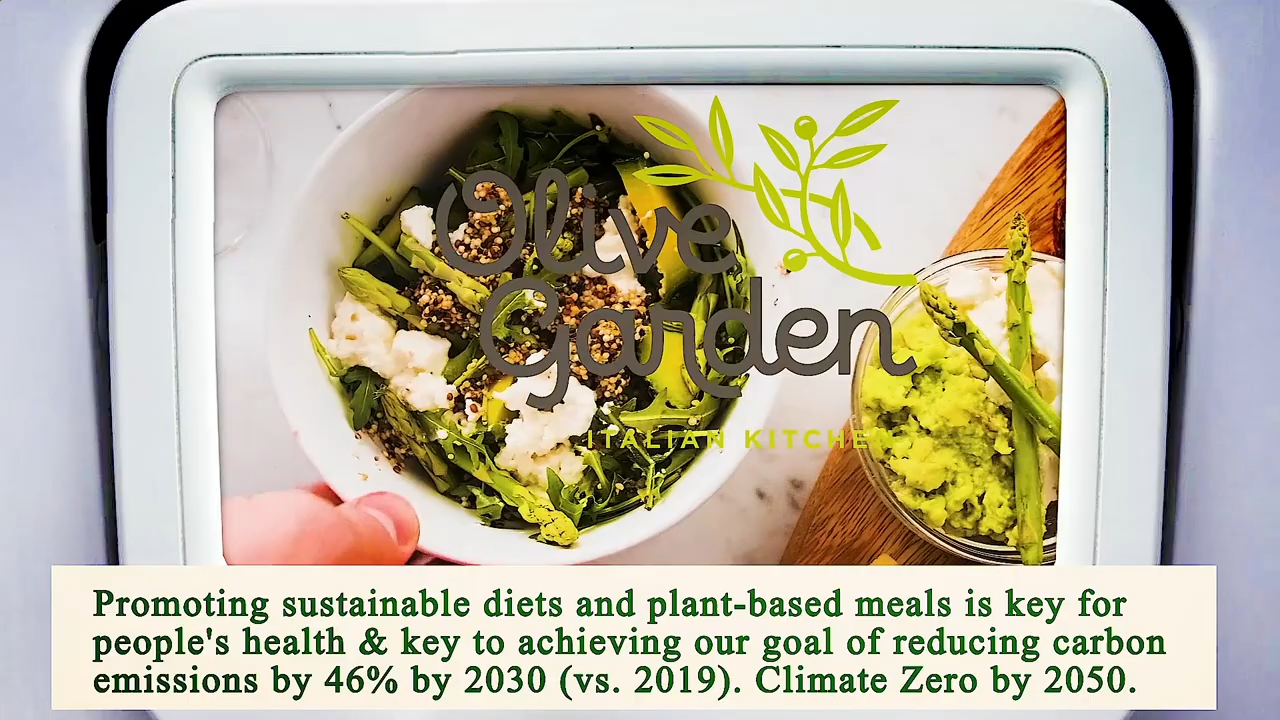 Olive
Garden
ITALIAN KITCHEN
Promoting sustainable diets and plant-based meals is key for
people's health & key to achieving our goal of reducing carbon
emissions by 46% by 2030 (vs. 2019). Climate Zero by 2050.